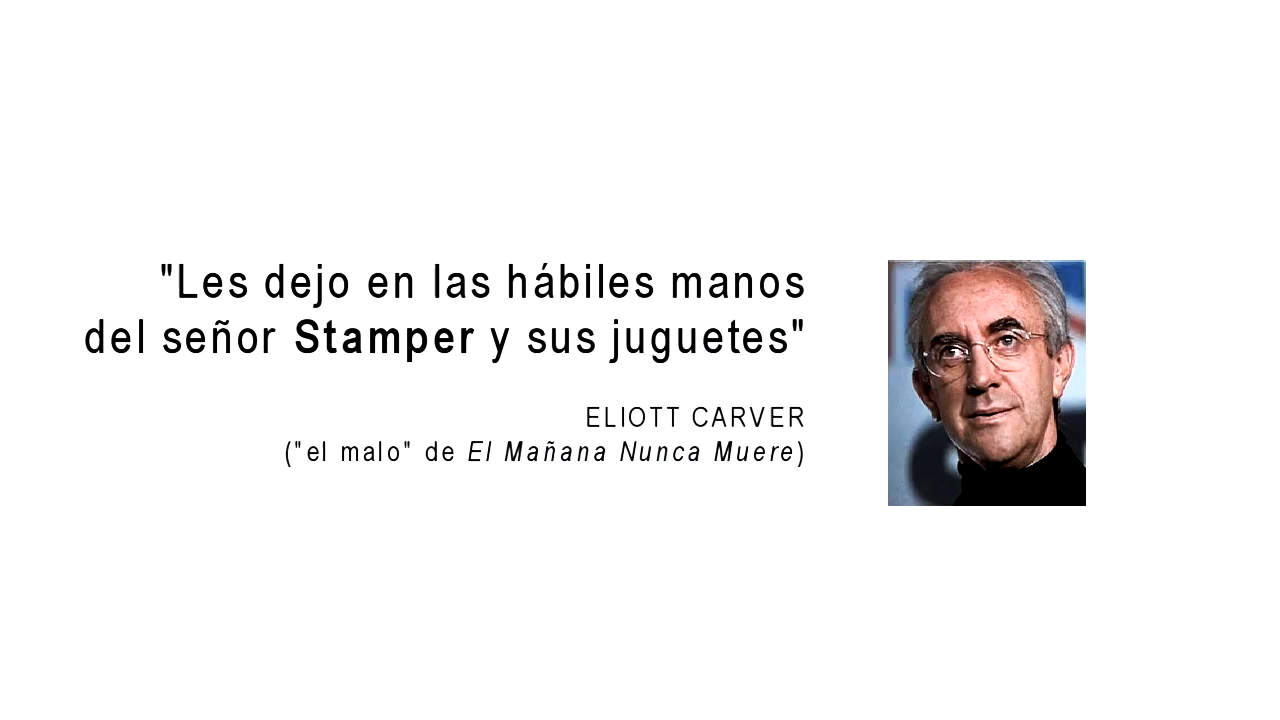 "Les dejo en las hábiles manos
del señor Stamper y sus juguetes"
ELIOTT CARVER
("el malo" de El Mañana Nunca Muere)